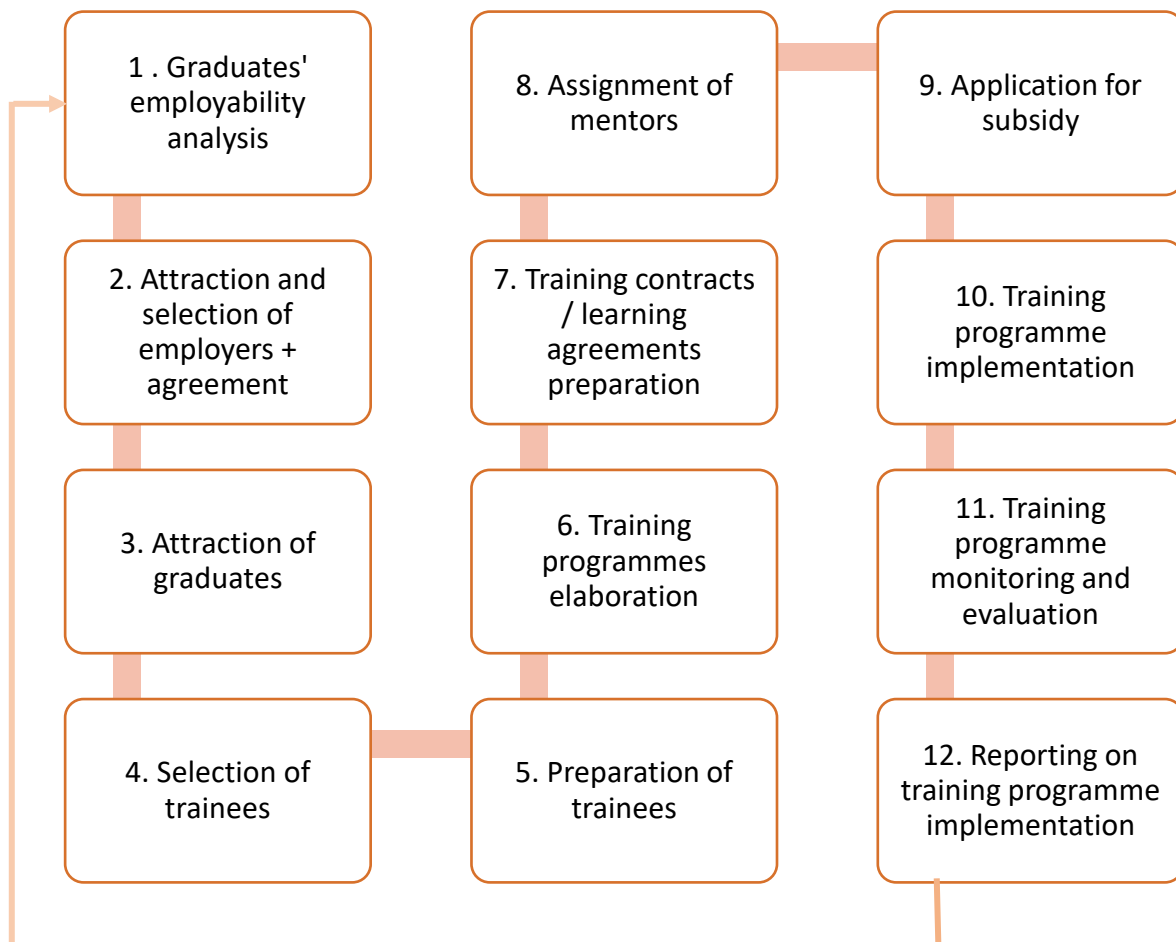 1 . Graduates'
employability
analysis
2. Attraction and
selection of
employers +
agreement
3. Attraction of
graduates
4. Selection of
trainees
5. Preparation of
trainees
6. Training
programmes
elaboration
7. Training contracts
/ learning
agreements
preparation
8. Assignment of
mentors
9. Application for
subsidy
10. Training
programme
implementation
11. Training
programme
monitoring and
evaluation
12. Reporting on
training programme
implementation